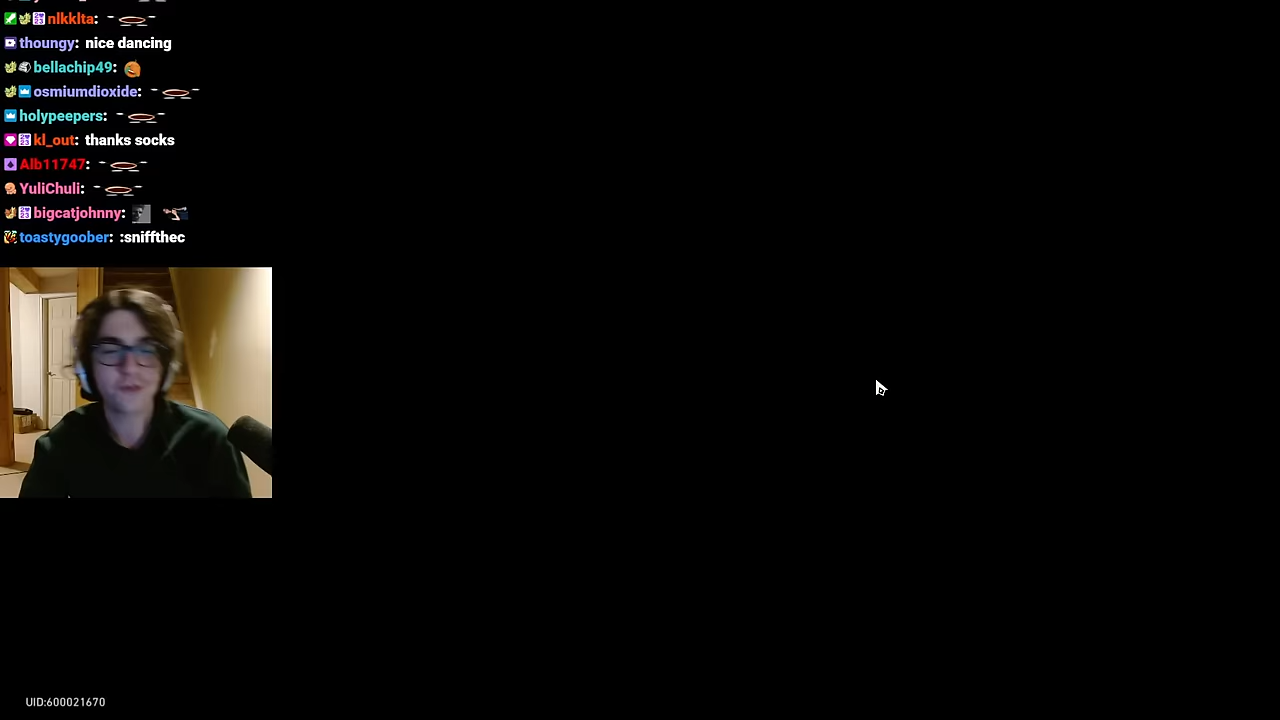 nlkklta:
thoungy: nice dancing
bellachip49:
osmiumdioxide:
holypeepers:
kl_out: thanks socks
Alb11747:
YuliChuli:
bigcatjohnny:
toastygoober: :sniffthec
UID:600021670